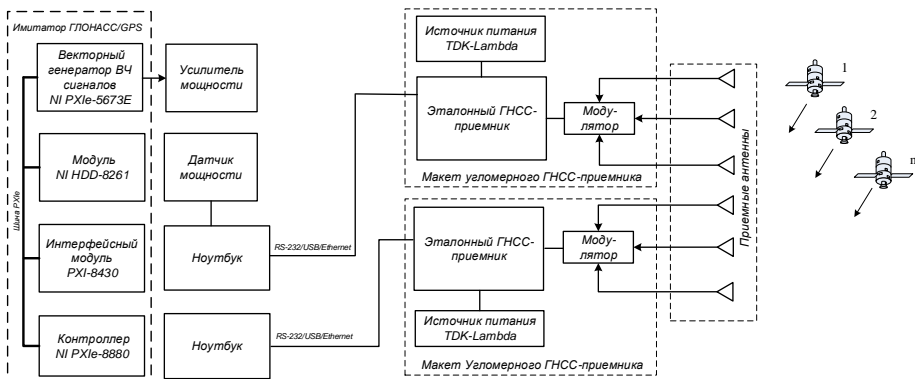 Имитатор ГЛОНАСС/GPS
Шина PXIe
Векторный
генератор ВЧ
сигналов
NI PXIe-5673E
Модуль
NI HDD-8261
Интерфейсный
модуль
PXI-8430
Контроллер
NI PXIe-8880
Усилитель
мощности
Датчик
мощности
Ноутбук
RS-232/USB/Ethernet
Ноутбук
RS-232/USB/Ethernet
Источник питания
TDK-Lambda
Эталонный ГНСС-
приемник
Моду-
лятор
Макет угломерного ГНСС-приемника
Эталонный ГНСС-
приемник
Моду-
лятор
Источник питания
TDK-Lambda
Макет Угломерного ГНСС-приемника
Приемные антенны
1
2
n